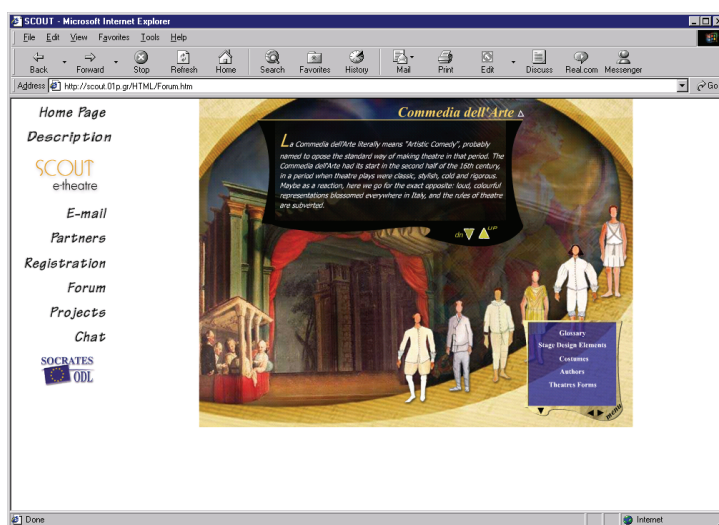 SCOUT - Microsoft Internet Explorer
File Edit View Favorites Tools Help
Back Forward Stop Refresh Home Search Favorites History Mail Print Edit Discuss Real.com Messenger
Address http://scout.01p.gr/HTML/Forum.htm Go
Home Page
Description
SCOUT
e-theatre
E-mail
Partners
Registration
Forum
Projects
Chat
SOCRATES
ODL
Commedia dell'Arte
La Commedia dell'Arte literally means "Artistic Comedy", probably
named to opose the standard way of making theatre in that period. The
Commedia dell'Arte had its start in the second half of the 16th century,
in a period when theatre plays were classic, stylish, cold and rigorous.
Maybe as a reaction, here we go for the exact opposite: loud, colourful
representations blossomed everywhere in Italy, and the rules of theatre
are subverted.
dn up
Glossary
Stage Design Elements
Costumes
Authors
Theatres Forms
menu
Done Internet